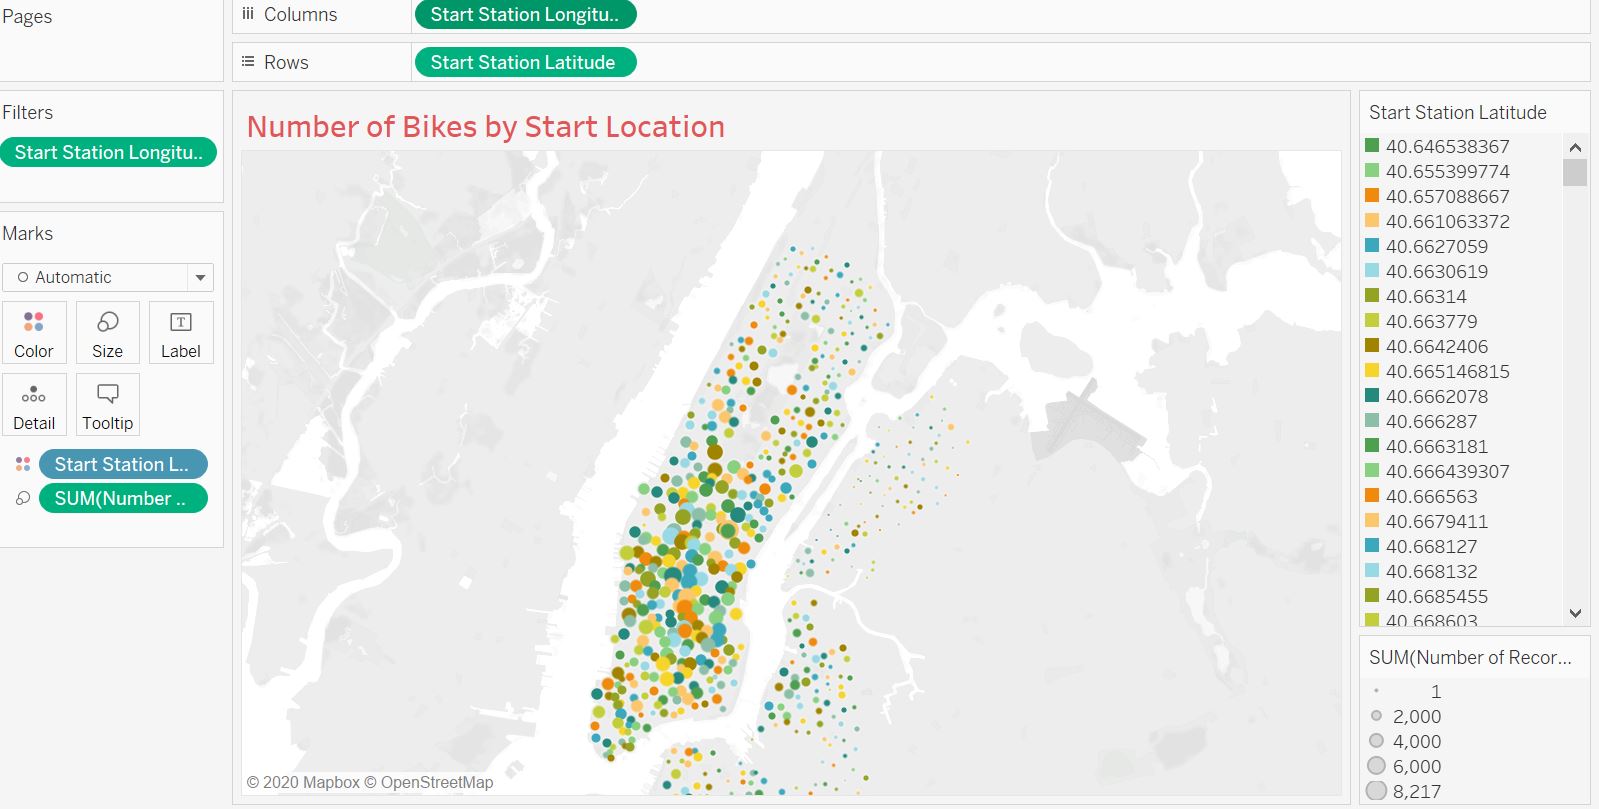 Pages
Columns
Start Station Longitu..
Rows
Start Station Latitude
Filters
Start Station Longitu..
Marks
Automatic
Color
Size
Label
Detail
Tooltip
Start Station L..
SUM(Number ..
Number of Bikes by Start Location
© 2020 Mapbox © OpenStreetMap
Start Station Latitude
40.646538367
40.655399774
40.657088667
40.661063372
40.6627059
40.6630619
40.66314
40.663779
40.6642406
40.665146815
40.6662078
40.666287
40.6663181
40.666439307
40.666563
40.6679411
40.668127
40.668132
40.6685455
40.668603
SUM(Number of Recor...
1
2,000
4,000
6,000
8,217